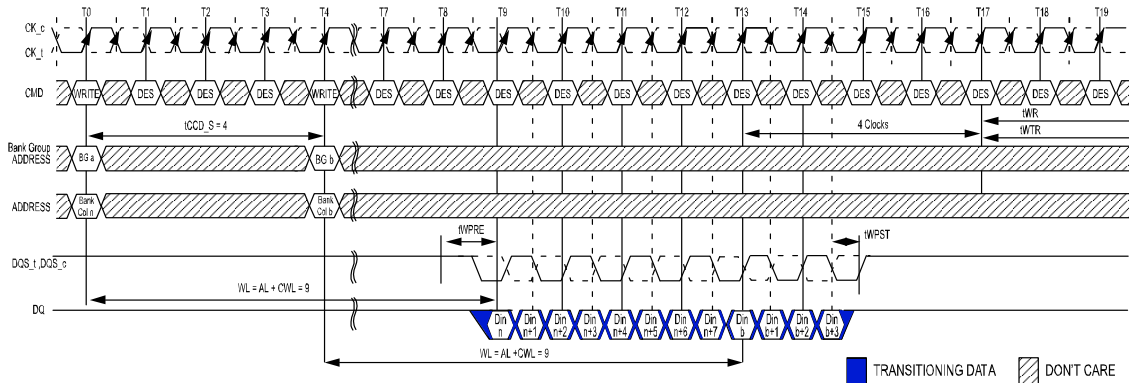 T0 T1 T2 T3 T4 T7 T8 T9 T10 T11 T12 T13 T14 T15 T16 T17 T18 T19
CK_c
CK_t
CMD WRITE DES DES DES WRITE DES DES DES DES DES DES DES DES DES DES DES DES DES
tWR
tCCD_S = 4 4 Clocks
tWTR
Bank Group
ADDRESS BG a BG b
ADDRESS Bank Col n Bank Col b
tWPRE tWPST
DQS_t ,DQS_c
WL = AL + CWL = 9
DQ Din n Din n+1 Din n+2 Din n+3 Din n+4 Din n+5 Din n+6 Din n+7 Din b Din b+1 Din b+2 Din b+3
WL = AL +CWL = 9
TRANSITIONING DATA DON'T CARE